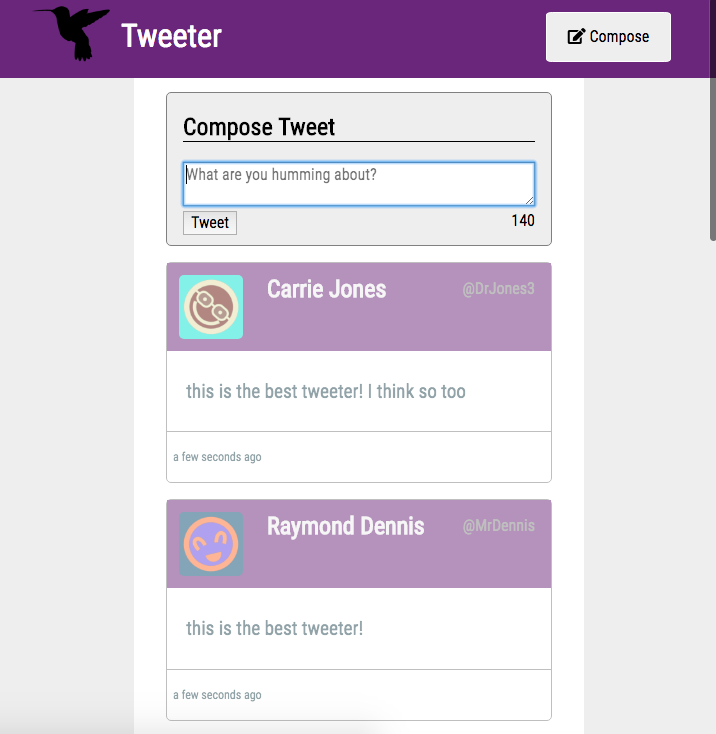 Tweeter
Compose
Compose Tweet
What are you humming about?
Tweet
140
Carrie Jones
@DrJones3
this is the best tweeter! I think so too
a few seconds ago
Raymond Dennis
@MrDennis
this is the best tweeter!
a few seconds ago